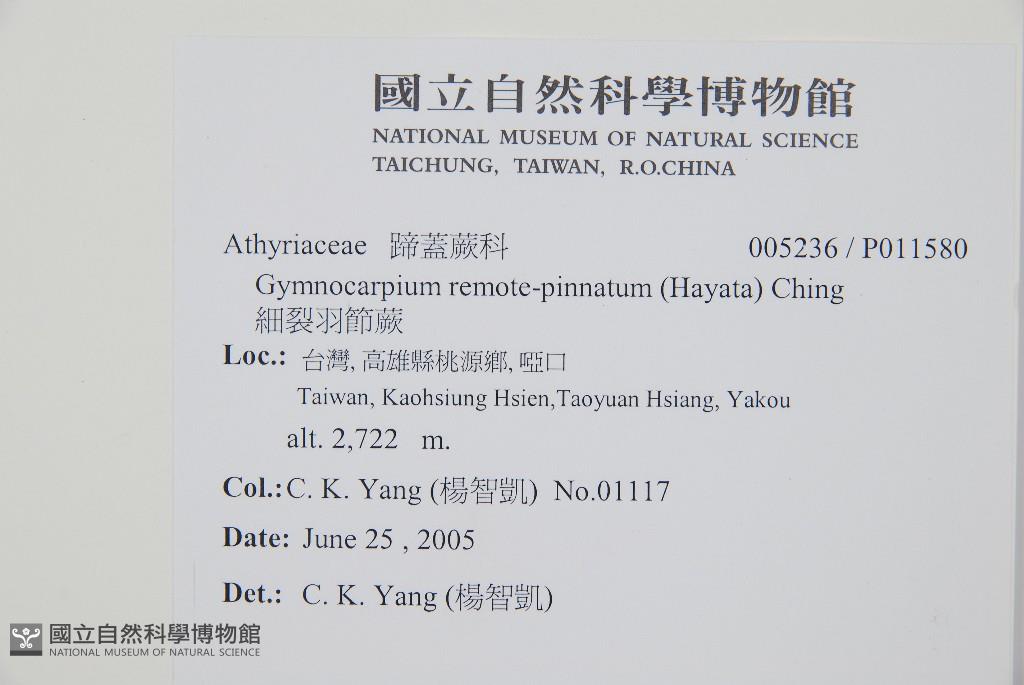 國立自然科學博物館
NATIONAL MUSEUM OF NATURAL SCIENCE
TAICHUNG, TAIWAN, R.O.CHINA
Athyriaceae 蹄蓋蕨科 005236 / P011580
Gymnocarpium remote-pinnatum (Hayata) Ching
細裂羽節蕨
Loc.: 台灣, 高雄縣桃源鄉, 啞口
Taiwan, Kaohsiung Hsien,Taoyuan Hsiang, Yakou
alt. 2,722 m.
Col.: C. K. Yang (楊智凱) No.01117
Date: June 25 , 2005
Det.: C. K. Yang (楊智凱)
國立自然科學博物館
NATIONAL MUSEUM OF NATURAL SCIENCE